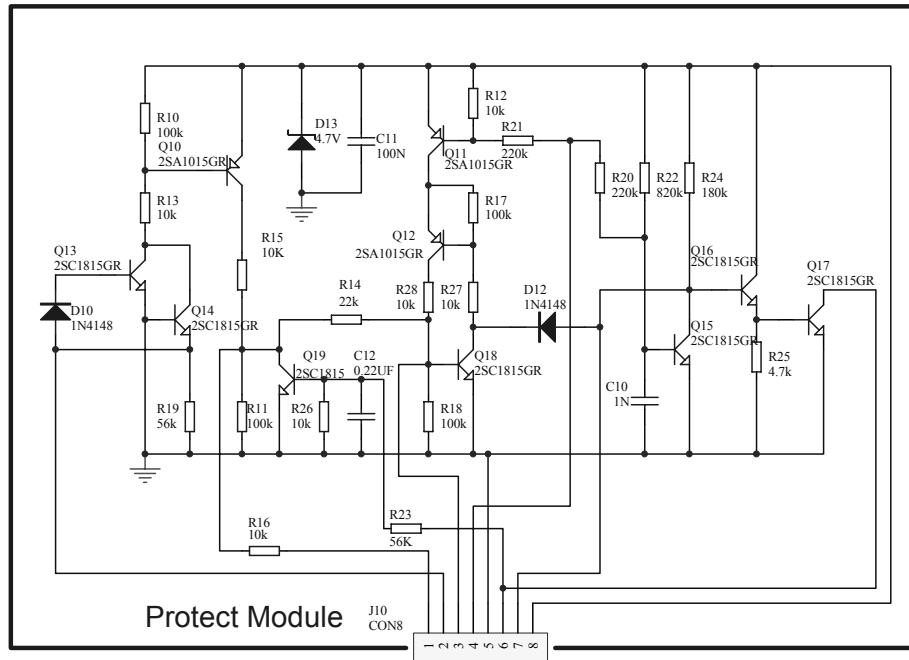 R10
100k
Q10
2SA1015GR
D13
4.7V
C11
100N
R12
10k
R21
220k
Q11
2SA1015GR
R20
220k
R22
820k
R24
180k
R13
10k
R17
100k
Q13
2SC1815GR
R15
10K
Q12
2SA1015GR
Q16
2SC1815GR
Q17
2SC1815GR
D10
1N4148
Q14
2SC1815GR
R14
22k
R28
10k
R27
10k
D12
1N4148
Q15
2SC1815GR
Q19
2SC1815
C12
0.22UF
Q18
2SC1815GR
R25
4.7k
R19
56k
R11
100k
R26
10k
R18
100k
C10
1N
R16
10k
R23
56K
Protect Module
J10
CON8
1
2
3
4
5
6
7
8